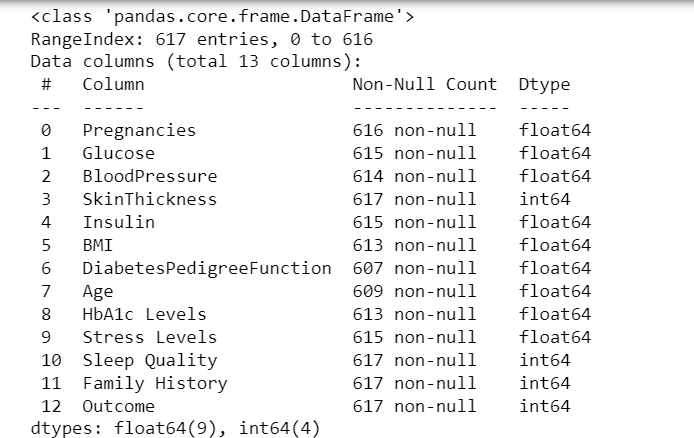 <class 'pandas.core.frame.DataFrame'>
RangeIndex: 617 entries, 0 to 616
Data columns (total 13 columns):
 #   Column                    Non-Null Count  Dtype
---  ------                    --------------  -----
 0   Pregnancies               616 non-null    float64
 1   Glucose                   615 non-null    float64
 2   BloodPressure             614 non-null    float64
 3   SkinThickness             617 non-null    int64
 4   Insulin                   615 non-null    float64
 5   BMI                       613 non-null    float64
 6   DiabetesPedigreeFunction  607 non-null    float64
 7   Age                       609 non-null    float64
 8   HbA1c Levels              613 non-null    float64
 9   Stress Levels             615 non-null    float64
 10  Sleep Quality             617 non-null    int64
 11  Family History            617 non-null    int64
 12  Outcome                   617 non-null    int64
dtypes: float64(9), int64(4)